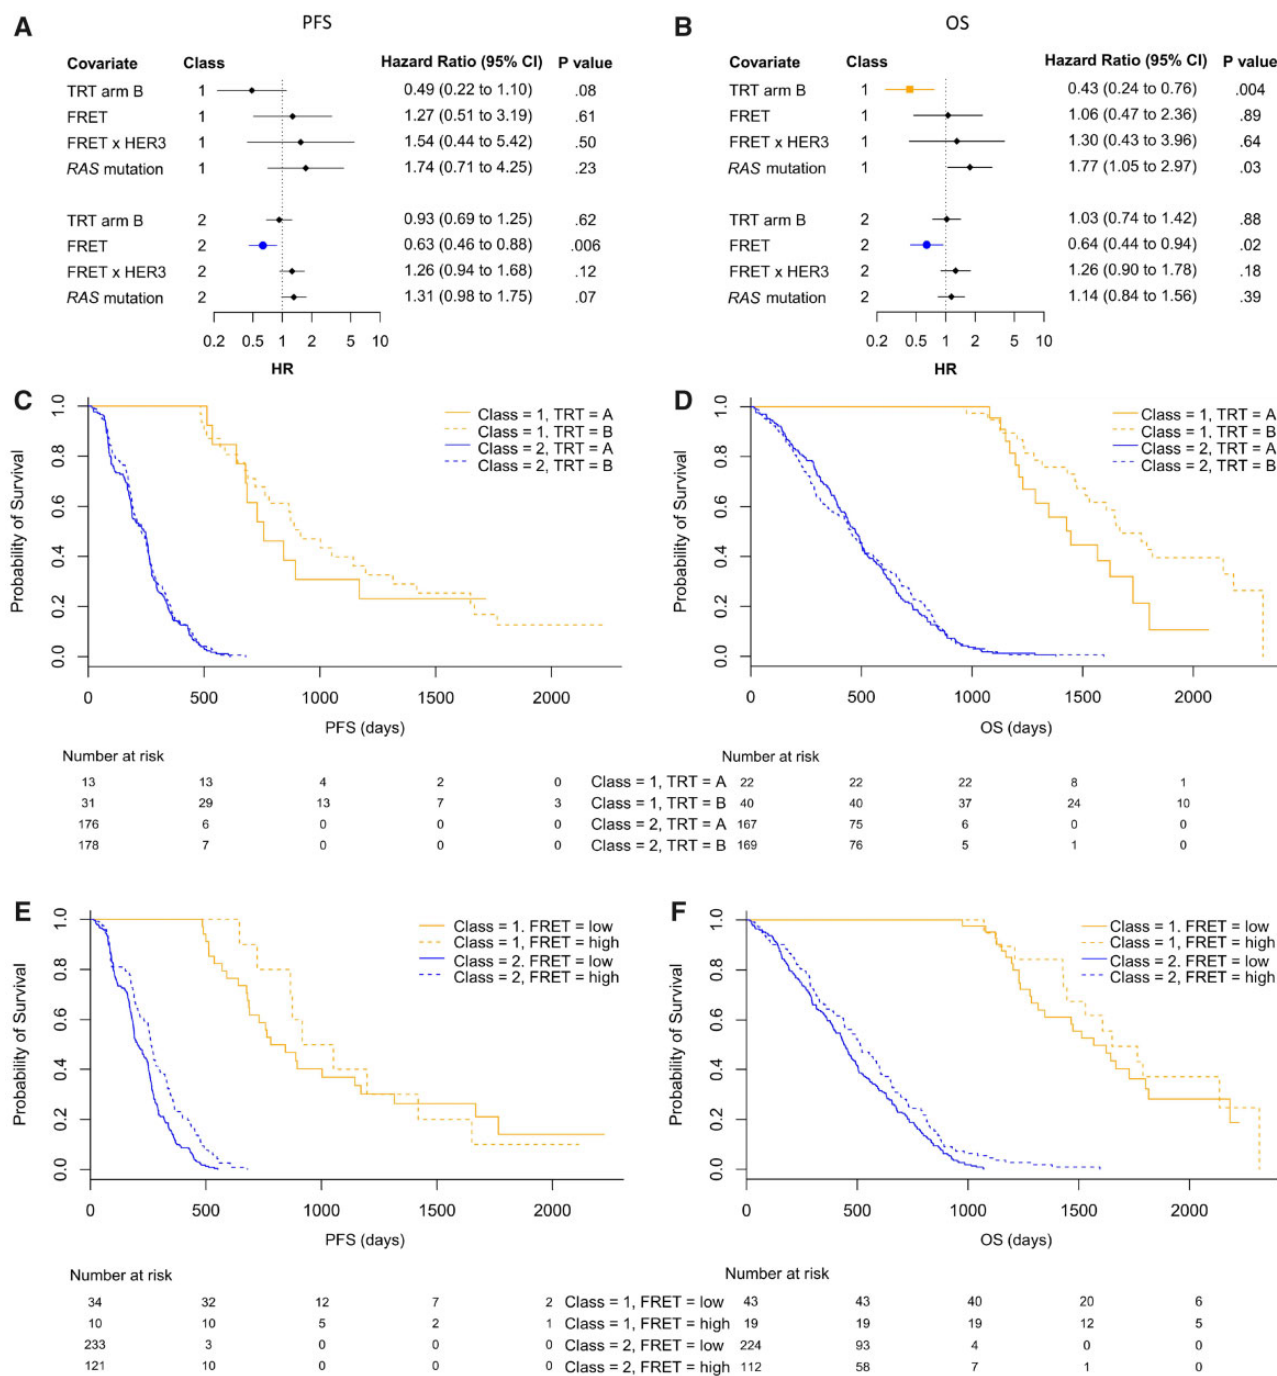 A PFS
Covariate Class Hazard Ratio (95% CI) P value
TRT arm B 1 0.49 (0.22 to 1.10) .08
FRET 1 1.27 (0.51 to 3.19) .61
FRET x HER3 1 1.54 (0.44 to 5.42) .50
RAS mutation 1 1.74 (0.71 to 4.25) .23
TRT arm B 2 0.93 (0.69 to 1.25) .62
FRET 2 0.63 (0.46 to 0.88) .006
FRET x HER3 2 1.26 (0.94 to 1.68) .12
RAS mutation 2 1.31 (0.98 to 1.75) .07
0.2 0.5 1 2 5 10
HR
B OS
Covariate Class Hazard Ratio (95% CI) P value
TRT arm B 1 0.43 (0.24 to 0.76) .004
FRET 1 1.06 (0.47 to 2.36) .89
FRET x HER3 1 1.30 (0.43 to 3.96) .64
RAS mutation 1 1.77 (1.05 to 2.97) .03
TRT arm B 2 1.03 (0.74 to 1.42) .88
FRET 2 0.64 (0.44 to 0.94) .02
FRET x HER3 2 1.26 (0.90 to 1.78) .18
RAS mutation 2 1.14 (0.84 to 1.56) .39
0.2 0.5 1 2 5 10
HR
C
Probability of Survival
1.0
0.8
0.6
0.4
0.2
0.0
Class = 1, TRT = A
Class = 1, TRT = B
Class = 2, TRT = A
Class = 2, TRT = B
0 500 1000 1500 2000
PFS (days)
D
Probability of Survival
1.0
0.8
0.6
0.4
0.2
0.0
Class = 1, TRT = A
Class = 1, TRT = B
Class = 2, TRT = A
Class = 2, TRT = B
0 500 1000 1500 2000
OS (days)
Number at risk Number at risk
13 13 4 2 0 Class = 1, TRT = A 22 22 22 8 1
31 29 13 7 3 Class = 1, TRT = B 40 40 37 24 10
176 6 0 0 0 Class = 2, TRT = A 167 75 6 0 0
178 7 0 0 0 Class = 2, TRT = B 169 76 5 1 0
E
Probability of Survival
1.0
0.8
0.6
0.4
0.2
0.0
Class = 1. FRET = low
Class = 1, FRET = high
Class = 2. FRET = low
Class = 2, FRET = high
0 500 1000 1500 2000
PFS (days)
F
Probability of Survival
1.0
0.8
0.6
0.4
0.2
0.0
Class = 1. FRET = low
Class = 1, FRET = high
Class = 2. FRET = low
Class = 2, FRET = high
0 500 1000 1500 2000
OS (days)
Number at risk Number at risk
34 32 12 7 2 Class = 1, FRET = low 43 43 40 20 6
10 10 5 2 1 Class = 1, FRET = high 19 19 19 12 5
233 3 0 0 0 Class = 2, FRET = low 224 93 4 0 0
121 10 0 0 0 Class = 2, FRET = high 112 58 7 1 0